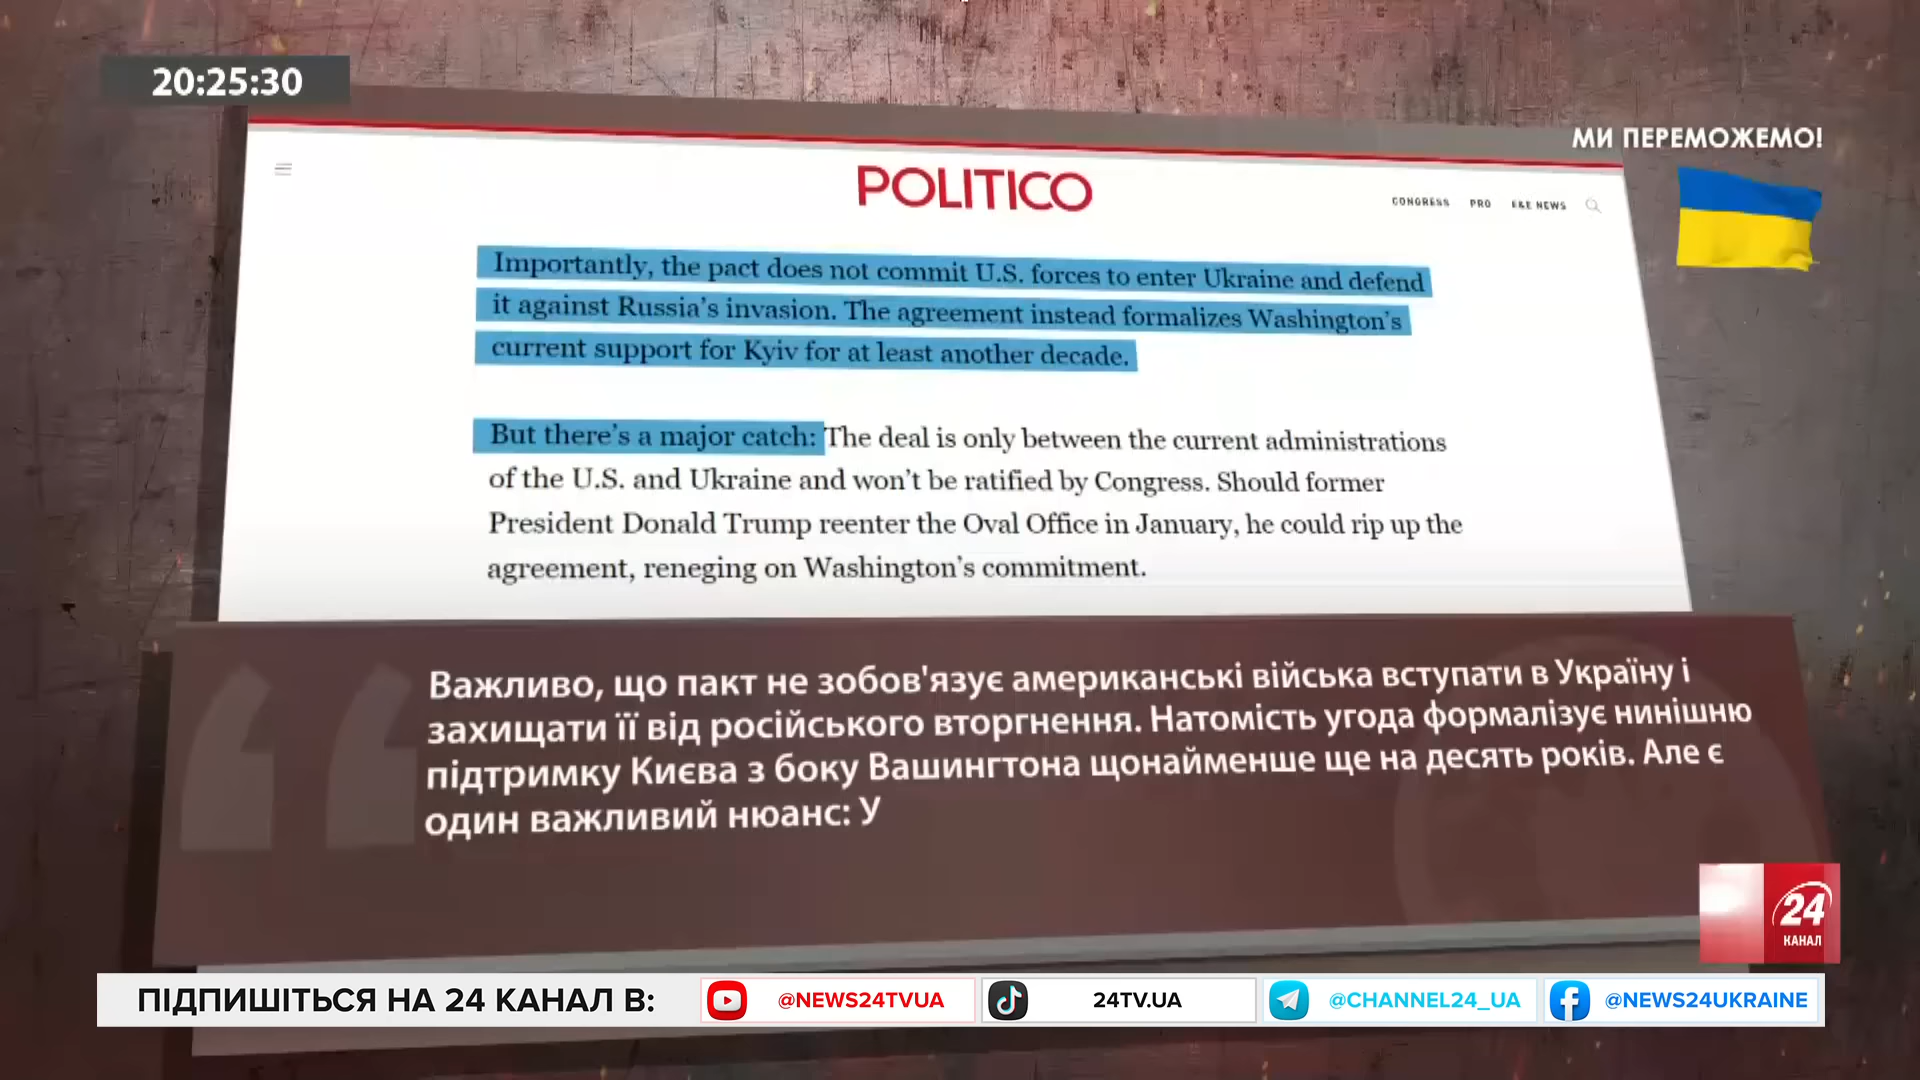 20:25:30
МИ ПЕРЕМОЖЕМО!
POLITICO
CONGRESS PRO E&E NEWS
Importantly, the pact does not commit U.S. forces to enter Ukraine and defend
it against Russia's invasion. The agreement instead formalizes Washington's
current support for Kyiv for at least another decade.
But there's a major catch: The deal is only between the current administrations
of the U.S. and Ukraine and won't be ratified by Congress. Should former
President Donald Trump reenter the Oval Office in January, he could rip up the
agreement, reneging on Washington's commitment.
Важливо, що пакт не зобов'язує американські війська вступати в Україну і
захищати її від російського вторгнення. Натомість угода формалізує нинішню
підтримку Києва з боку Вашингтона щонайменше ще на десять років. Але є
один важливий нюанс: У
24
КАНАЛ
ПІДПИШІТЬСЯ НА 24 КАНАЛ В:
@NEWS24TVUA
24TV.UA
@CHANNEL24_UA
@NEWS24UKRAINE